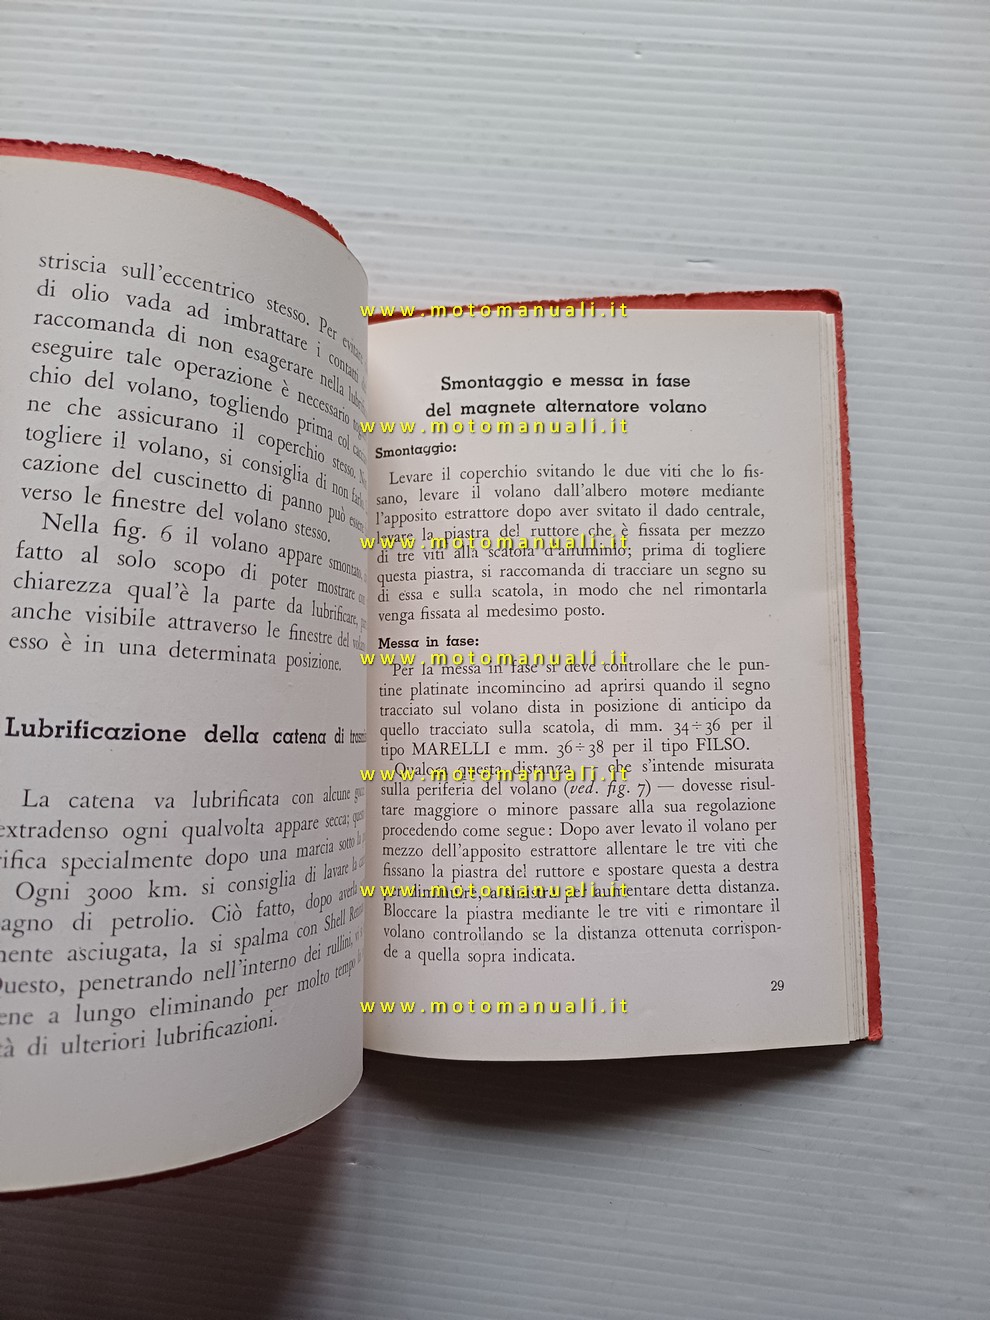 striscia sull'eccentrico stesso. Per evitare
di olio vada ad imbrattare i contatti
raccomanda di non esagerare nella
eseguire tale operazione è necessario
chio del volano, togliendo prima col
ne che assicurano il coperchio stesso.
togliere il volano, si consiglia di non
cazione del cuscinetto di panno può
verso le finestre del volano stesso.
Nella fig. 6 il volano appare smontato,
fatto al solo scopo di poter mostrare
chiarezza qual'è la parte da lubrificare,
anche visibile attraverso le finestre del
esso è in una determinata posizione.
Lubrificazione della catena di
La catena va lubrificata con alcune
extradenso ogni qualvolta appare secca;
ifica specialmente dopo una marcia sotto la
Ogni 3000 km. si consiglia di lavare la
agno di petrolio. Ciò fatto, dopo averla
mente asciugata, la si spalma con Shell
Questo, penetrando nell'interno dei rullini,
ene a lungo eliminando per molto tempo
tà di ulteriori lubrificazioni.
www.motomanuali.it
Smontaggio e messa in fase
del magnete alternatore volano
www.motomanuali.it
Smontaggio:
Levare il coperchio svitando le due viti che lo fis-
sano, levare il volano dall'albero motore mediante
l'apposito estrattore dopo aver svitato il dado centrale,
levare la piastra del ruttore che è fissata per mezzo
www.motomanuali.it
di tre viti alla scatola d'alluminio; prima di togliere
questa piastra, si raccomanda di tracciare un segno su
di essa e sulla scatola, in modo che nel rimontarla
venga fissata al medesimo posto.
Messa in fase:
www.motomanuali.it
Per la messa in fase si deve controllare che le pun-
tine platinate incomincino ad aprirsi quando il segno
tracciato sul volano dista in posizione di anticipo da
quello tracciato sulla scatola, di mm. 34÷36 per il
tipo MARELLI e mm. 36÷38 per il tipo FILSO.
Qualora questa distanza — che s'intende misurata
www.motomanuali.it
sulla periferia del volano (ved. fig. 7) — dovesse risul-
tare maggiore o minore passare alla sua regolazione
procedendo come segue: Dopo aver levato il volano per
mezzo dell'apposito estrattore allentare le tre viti che
fissano la piastra del ruttore e spostare questa a destra
per diminuire, a sinistra per aumentare detta distanza.
www.motomanuali.it
Bloccare la piastra mediante le tre viti e rimontare il
volano controllando se la distanza ottenuta corrispon-
de a quella sopra indicata.
29
www.motomanuali.it